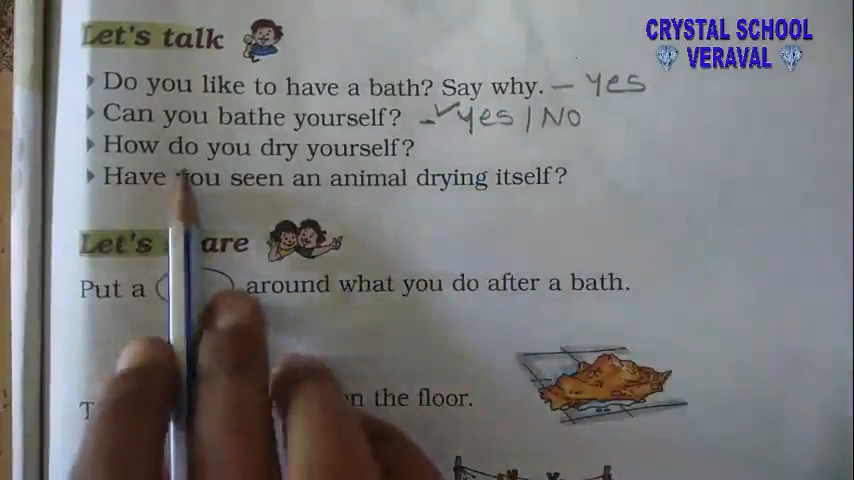 CRYSTAL SCHOOL
VERAVAL
Let's talk
Do you like to have a bath? Say why. – Yes
Can you bathe yourself? – ✓Yes / No
How do you dry yourself?
Have you seen an animal drying itself?
Let's are
Put a around what you do after a bath.
the floor.